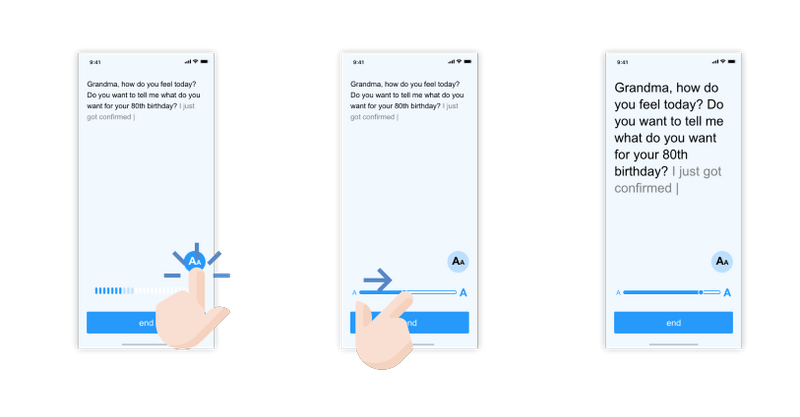 9:41
Grandma, how do you feel today?
Do you want to tell me what do you
want for your 80th birthday? I just
got confirmed |
AA
end
9:41
Grandma, how do you feel today?
Do you want to tell me what do you
want for your 80th birthday? I just
got confirmed |
AA
A A
nd
9:41
Grandma, how do
you feel today? Do
you want to tell me
what do you want
for your 80th
birthday? I just got
confirmed |
AA
A A
end